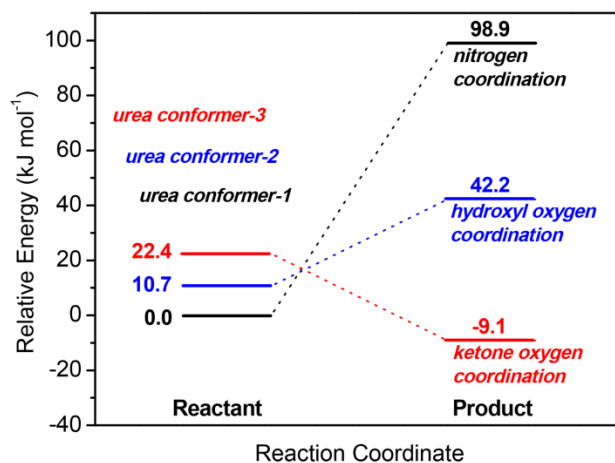 Relative Energy (kJ mol⁻¹)
100
80
60
40
20
0
-20
-40
urea conformer-3
urea conformer-2
urea conformer-1
22.4
10.7
0.0
98.9
nitrogen
coordination
42.2
hydroxyl oxygen
coordination
-9.1
ketone oxygen
coordination
Reactant
Product
Reaction Coordinate